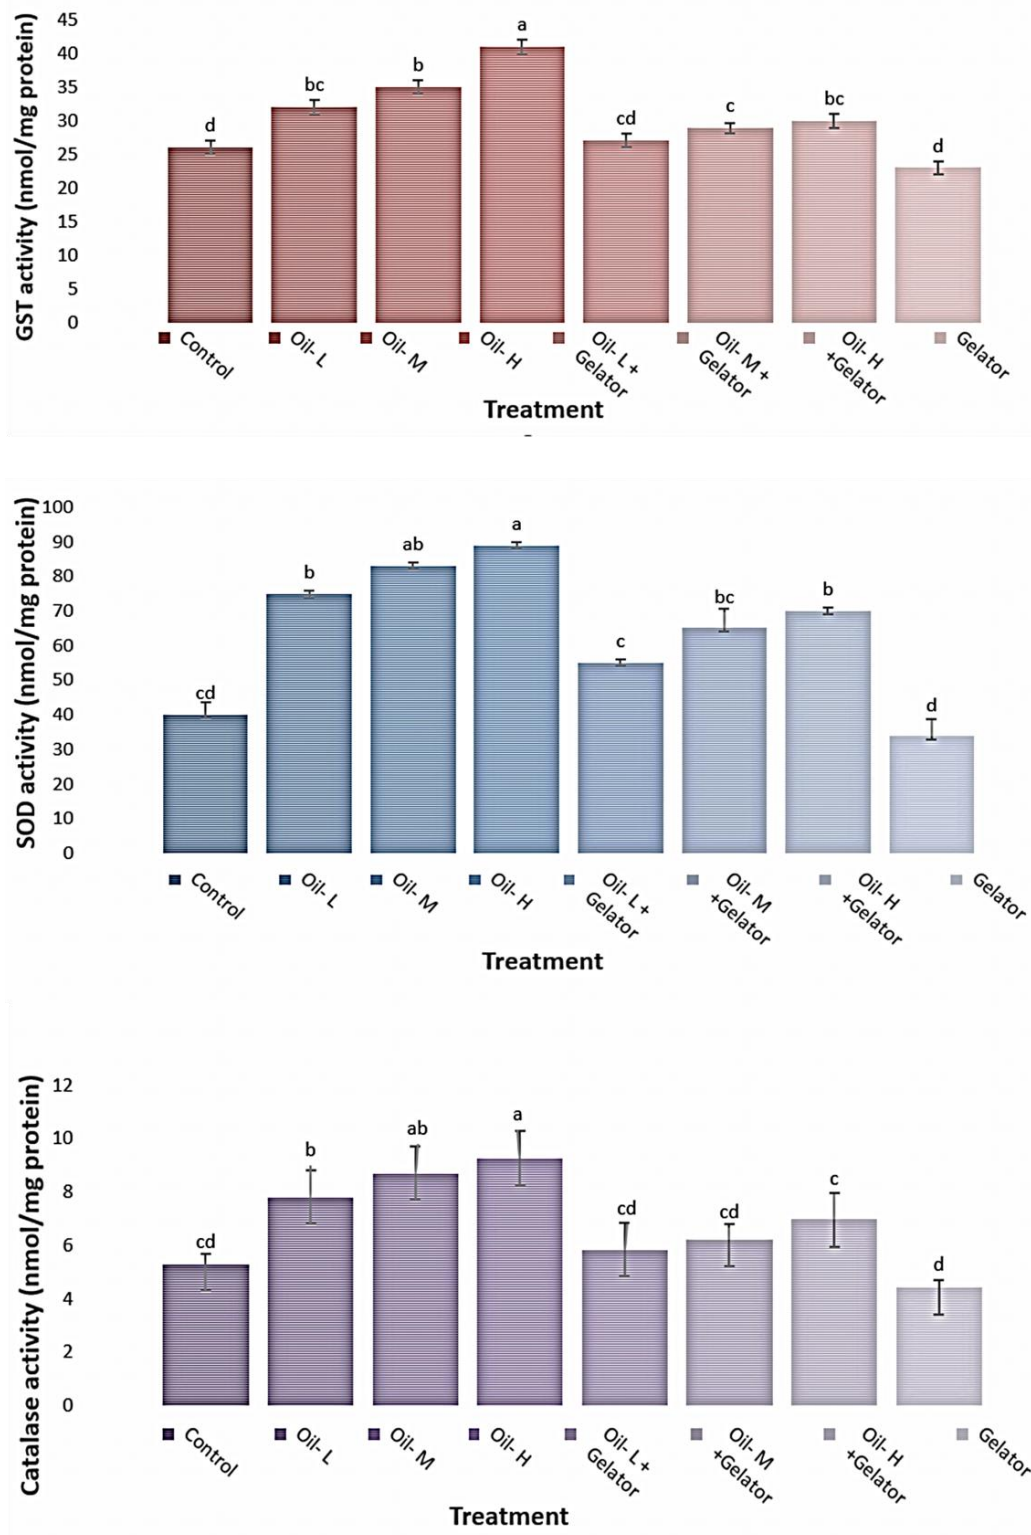 GST activity (nmol/mg protein)
45
40
35
30
25
20
15
10
5
0
d
bc
b
a
cd
c
bc
d
Control
Oil- L
Oil- M
Oil- H
Oil- L +
Gelator
Oil- M +
Gelator
Oil- H
+Gelator
Gelator
Treatment
SOD activity (nmol/mg protein)
100
90
80
70
60
50
40
30
20
10
0
cd
b
ab
a
c
bc
b
d
Control
Oil- L
Oil- M
Oil- H
Oil- L+
Gelator
Oil- M
+Gelator
Oil- H
+Gelator
Gelator
Treatment
Catalase activity (nmol/mg protein)
12
10
8
6
4
2
0
cd
b
ab
a
cd
cd
c
d
Control
Oil- L
Oil- M
Oil- H
Oil- L+
Gelator
Oil- M
+Gelator
Oil- H
+Gelator
Gelator
Treatment